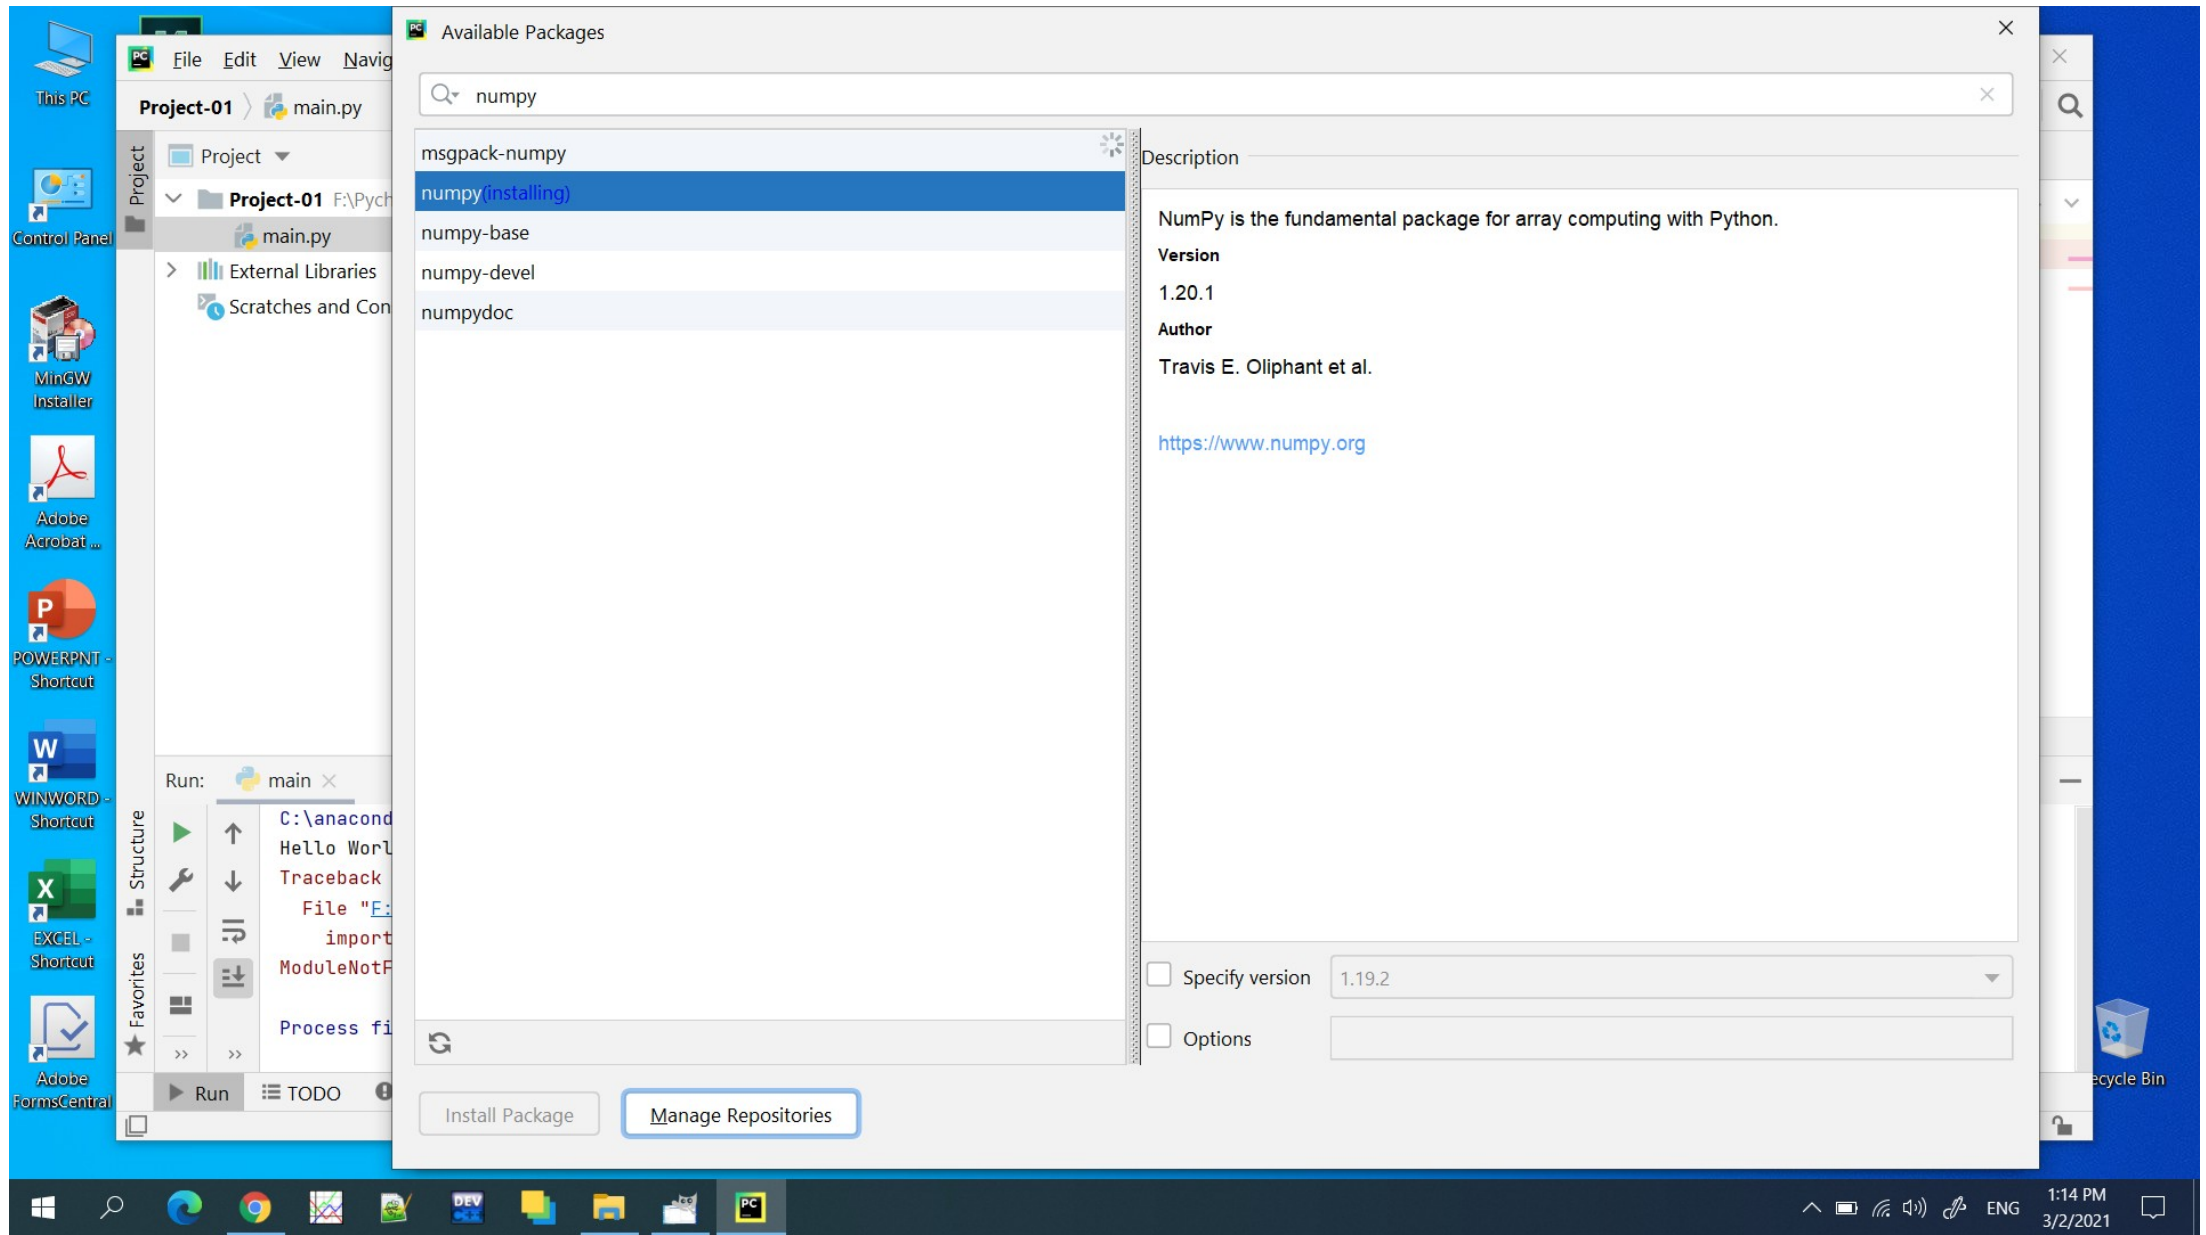 This PC
Control Panel
MinGW
Installer
Adobe
Acrobat ...
POWERPNT -
Shortcut
WINWORD -
Shortcut
EXCEL -
Shortcut
Adobe
FormsCentral
File Edit View Navig
Project-01 main.py
Project
Project
Project-01 F:\Pych
main.py
External Libraries
Scratches and Con
Structure
Favorites
Run: main
C:\anacond
Hello Worl
Traceback
File "F:
import
ModuleNotF
Process fi
Run TODO
Available Packages
numpy
msgpack-numpy
numpy(installing)
numpy-base
numpy-devel
numpydoc
Description
NumPy is the fundamental package for array computing with Python.
Version
1.20.1
Author
Travis E. Oliphant et al.
https://www.numpy.org
Specify version 1.19.2
Options
Install Package Manage Repositories
ecycle Bin
ENG
1:14 PM
3/2/2021
PC
DEV
C++